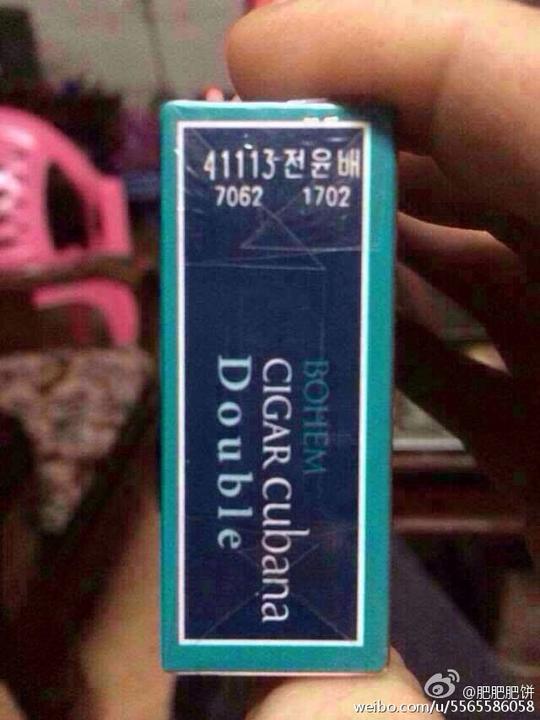 41113 전윤배
7062 1702
BOHEM
CIGAR cubana
Double
@肥肥肥饼
weibo.com/u/5565586058